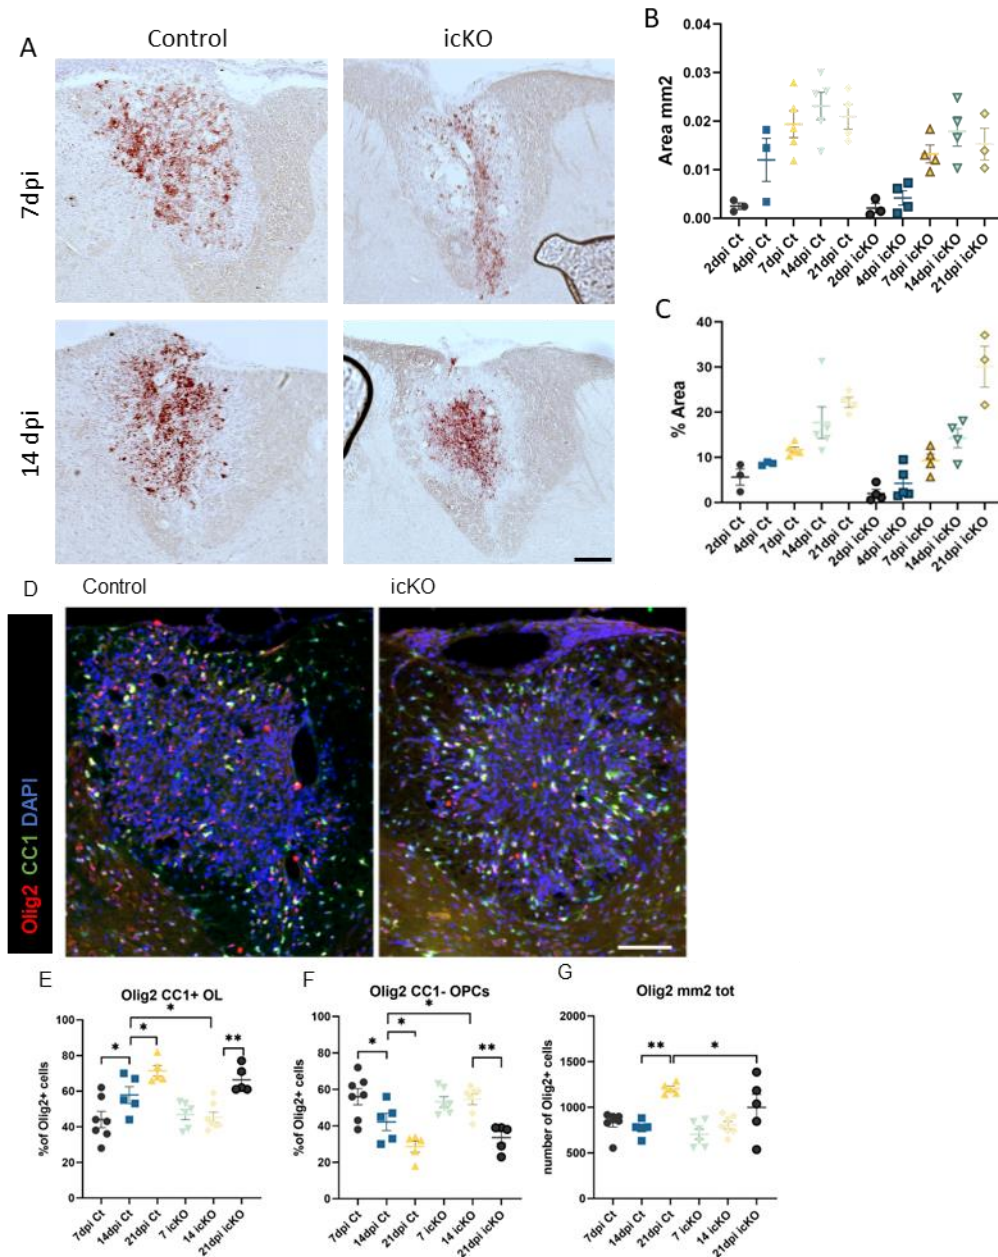 A
Control
icKO
7dpi
14 dpi
B
Area mm2
0.04
0.03
0.02
0.01
0.00
2dpi Ct
4dpi Ct
7dpi Ct
14dpi Ct
21dpi Ct
2dpi icKO
4dpi icKO
7dpi icKO
14dpi icKO
21dpi icKO
C
% Area
40
30
20
10
0
2dpi Ct
4dpi Ct
7dpi Ct
14dpi Ct
21dpi Ct
2dpi icKO
4dpi icKO
7dpi icKO
14dpi icKO
21dpi icKO
D
Control
icKO
Olig2 CC1 DAPI
E
Olig2 CC1+ OL
%of Olig2+ cells
100
80
60
40
20
0
*
*
*
**
7dpi Ct
14dpi Ct
21dpi Ct
7 icKO
14 icKO
21dpi icKO
F
Olig2 CC1- OPCs
%of Olig2+ cells
100
80
60
40
20
0
*
*
*
**
7dpi Ct
14dpi Ct
21dpi Ct
7 icKO
14 icKO
21dpi icKO
G
Olig2 mm2 tot
number of Olig2+ cells
2000
1500
1000
500
0
**
*
7dpi Ct
14dpi Ct
21dpi Ct
7 icKO
14 icKO
21dpi icKO